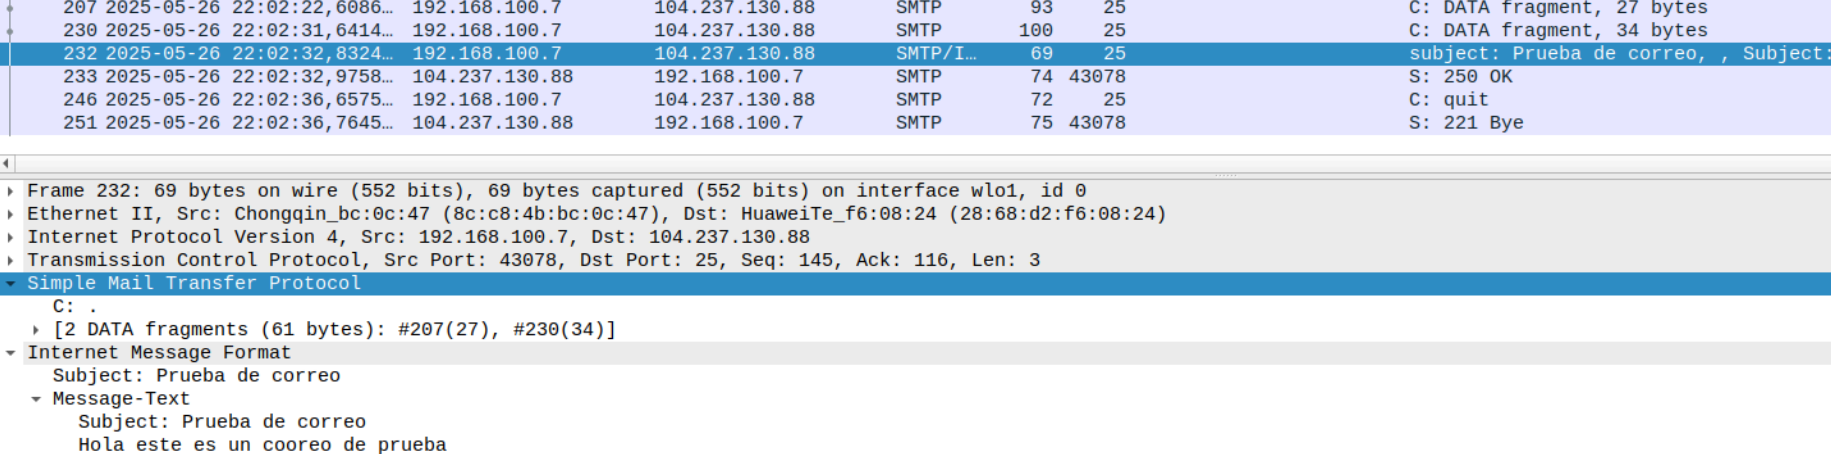 207 2025-05-26 22:02:22,6086… 192.168.100.7 104.237.130.88 SMTP 93 25 C: DATA fragment, 27 bytes
230 2025-05-26 22:02:31,6414… 192.168.100.7 104.237.130.88 SMTP 100 25 C: DATA fragment, 34 bytes
232 2025-05-26 22:02:32,8324… 192.168.100.7 104.237.130.88 SMTP/I… 69 25 subject: Prueba de correo, , Subject:
233 2025-05-26 22:02:32,9758… 104.237.130.88 192.168.100.7 SMTP 74 43078 S: 250 OK
246 2025-05-26 22:02:36,6575… 192.168.100.7 104.237.130.88 SMTP 72 25 C: quit
251 2025-05-26 22:02:36,7645… 104.237.130.88 192.168.100.7 SMTP 75 43078 S: 221 Bye
Frame 232: 69 bytes on wire (552 bits), 69 bytes captured (552 bits) on interface wlo1, id 0
Ethernet II, Src: Chongqin_bc:0c:47 (8c:c8:4b:bc:0c:47), Dst: HuaweiTe_f6:08:24 (28:68:d2:f6:08:24)
Internet Protocol Version 4, Src: 192.168.100.7, Dst: 104.237.130.88
Transmission Control Protocol, Src Port: 43078, Dst Port: 25, Seq: 145, Ack: 116, Len: 3
Simple Mail Transfer Protocol
C: .
[2 DATA fragments (61 bytes): #207(27), #230(34)]
Internet Message Format
Subject: Prueba de correo
Message-Text
Subject: Prueba de correo
Hola este es un cooreo de prueba